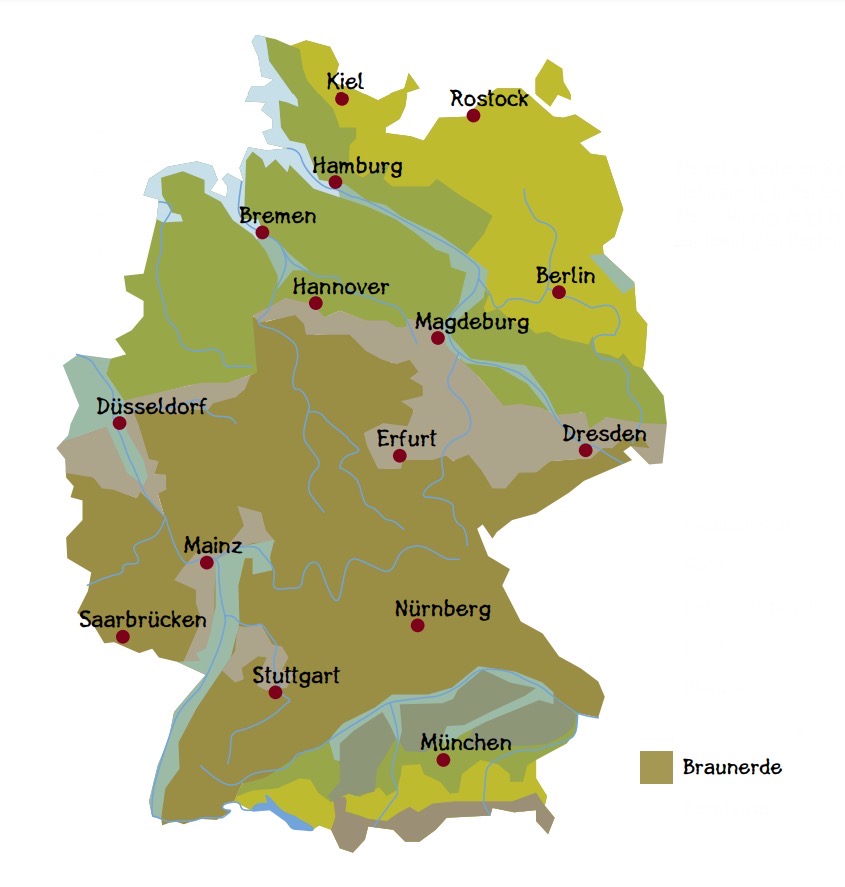 Kiel
Rostock
Hamburg
Bremen
Berlin
Hannover
Magdeburg
Düsseldorf
Erfurt
Dresden
Mainz
Nürnberg
Saarbrücken
Stuttgart
München
Braunerde